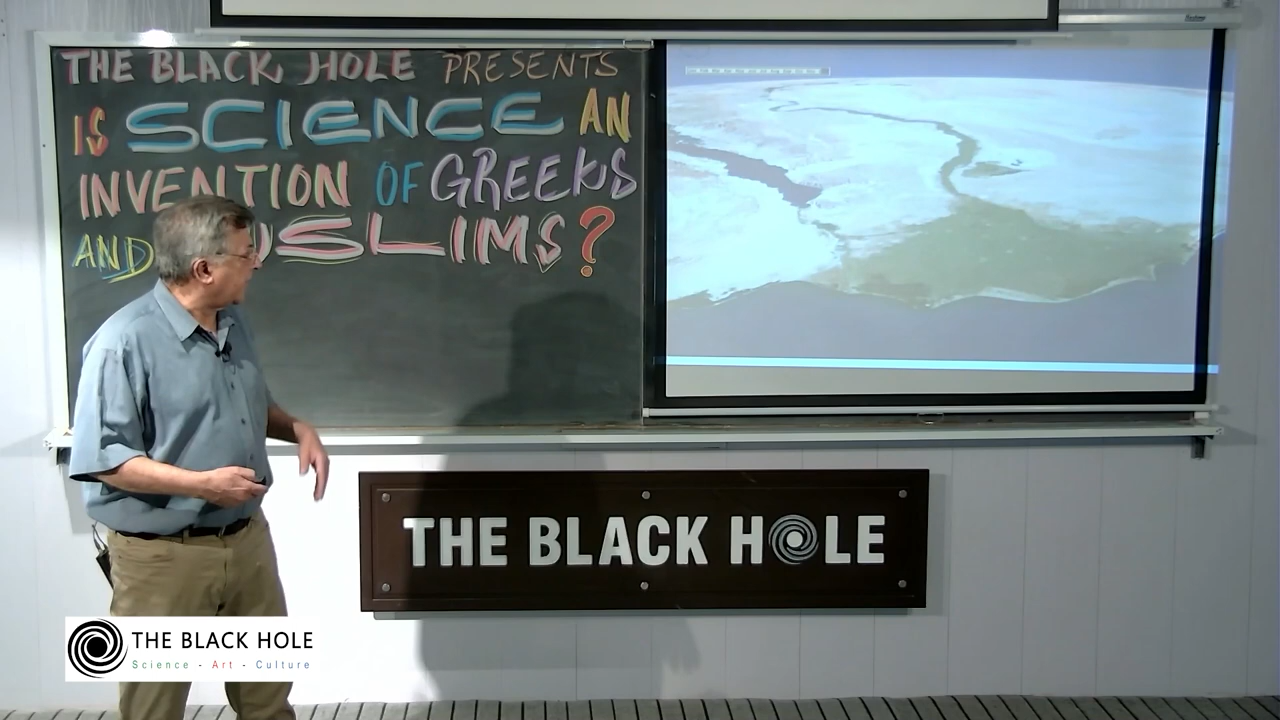 THE BLACK HOLE PRESENTS
IS SCIENCE AN
INVENTION OF GREEKS
AND USLIMS?
THE BLACK HOLE
THE BLACK HOLE
Science - Art - Culture